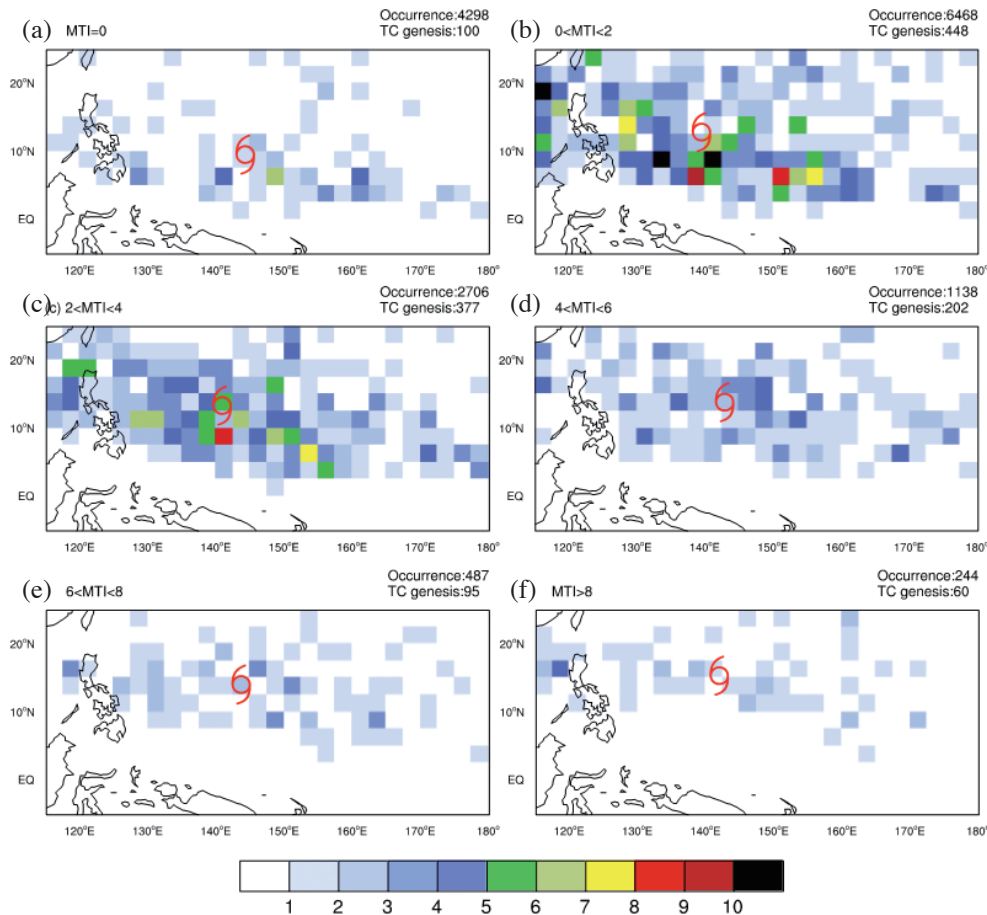 (a) MTI=0 Occurrence:4298
TC genesis:100
(b) 0<MTI<2 Occurrence:6468
TC genesis:448
20°N
10°N
EQ
120°E 130°E 140°E 150°E 160°E 170°E 180°
20°N
10°N
EQ
120°E 130°E 140°E 150°E 160°E 170°E 180°
(c) (c) 2<MTI<4 Occurrence:2706
TC genesis:377
(d) 4<MTI<6 Occurrence:1138
TC genesis:202
20°N
10°N
EQ
120°E 130°E 140°E 150°E 160°E 170°E 180°
20°N
10°N
EQ
120°E 130°E 140°E 150°E 160°E 170°E 180°
(e) 6<MTI<8 Occurrence:487
TC genesis:95
(f) MTI>8 Occurrence:244
TC genesis:60
20°N
10°N
EQ
120°E 130°E 140°E 150°E 160°E 170°E 180°
20°N
10°N
EQ
120°E 130°E 140°E 150°E 160°E 170°E 180°
1 2 3 4 5 6 7 8 9 10